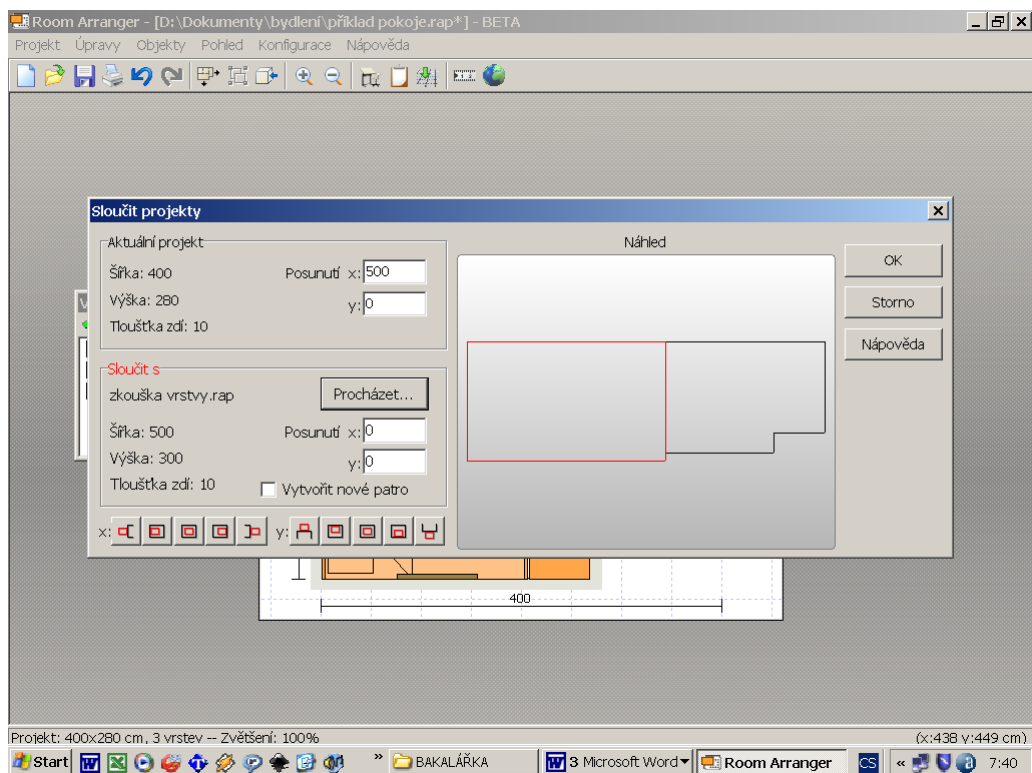 Room Arranger - [D:\Dokumenty\bydlení\příklad pokoje.rap*] - BETA
Projekt Úpravy Objekty Pohled Konfigurace Nápověda
Sloučit projekty
Aktuální projekt
Šířka: 400
Posunutí x: 500
Výška: 280
y: 0
Tloušťka zdí: 10
Sloučit s
zkouška vrstvy.rap
Procházet...
Šířka: 500
Posunutí x: 0
Výška: 300
y: 0
Tloušťka zdí: 10
Vytvořit nové patro
x:
y:
Náhled
OK
Storno
Nápověda
400
Projekt: 400x280 cm, 3 vrstev -- Zvětšení: 100%
(x:438 y:449 cm)
Start
»
BAKALÁŘKA
3 Microsoft Word
Room Arranger
CS
«
7:40